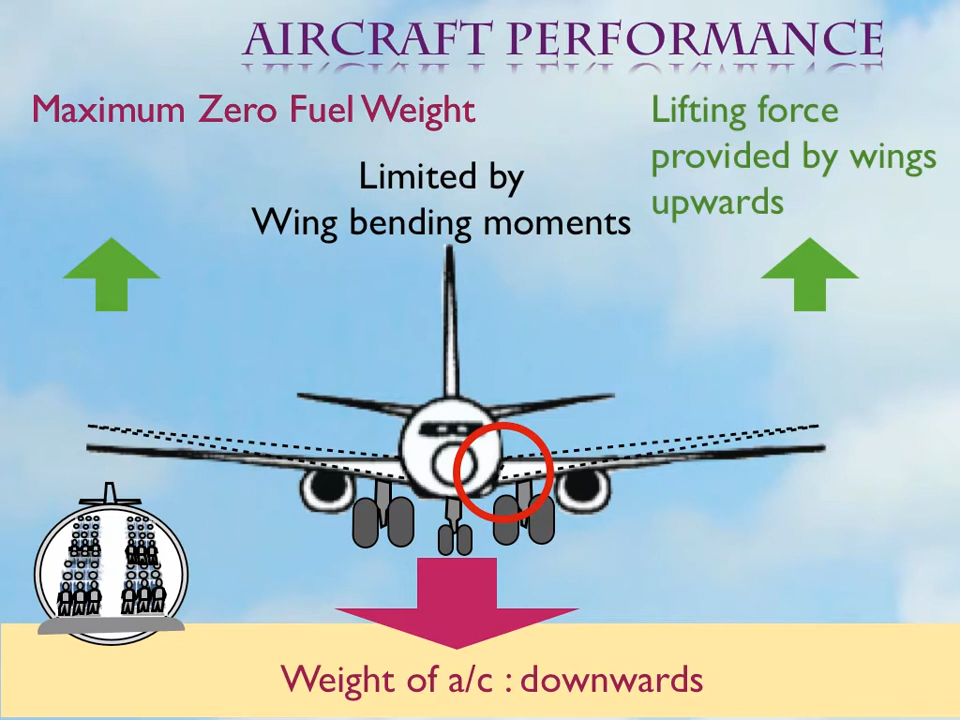 AIRCRAFT PERFORMANCE
Maximum Zero Fuel Weight
Lifting force
provided by wings
upwards
Limited by
Wing bending moments
Weight of a/c : downwards